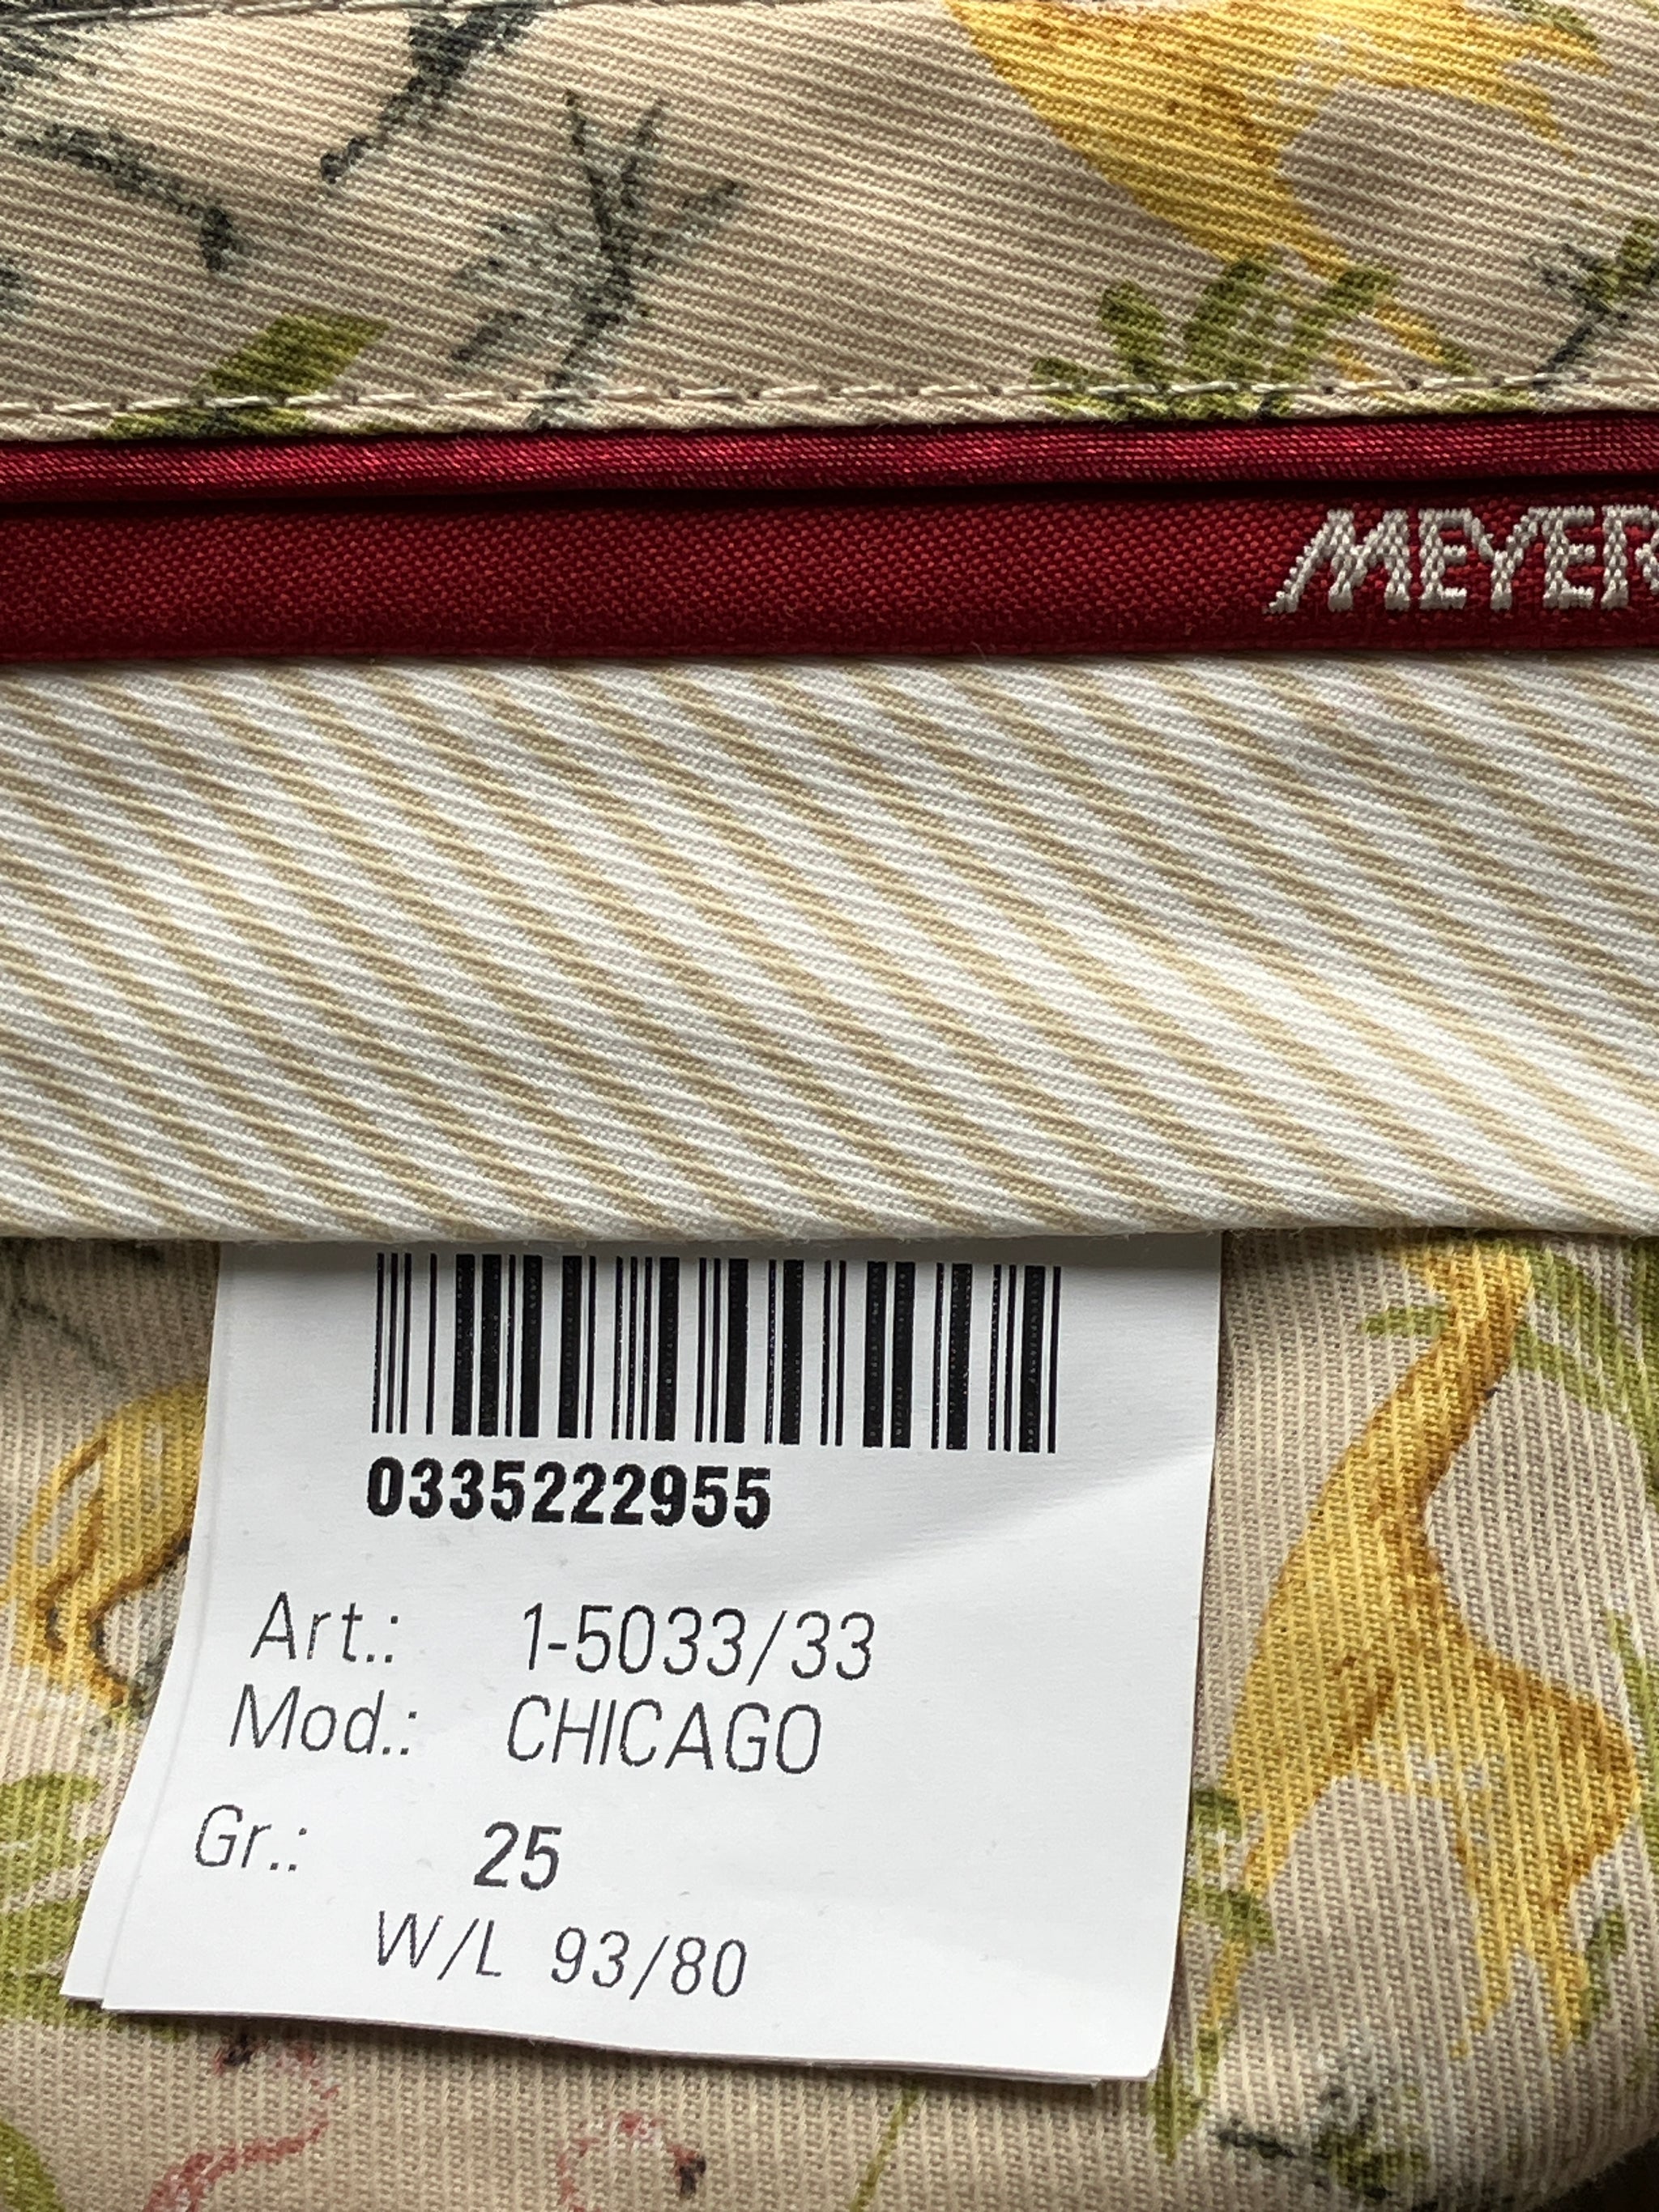 MEYER
0335222955
Art.: 1-5033/33
Mod.: CHICAGO
Gr.: 25
W/L 93/80